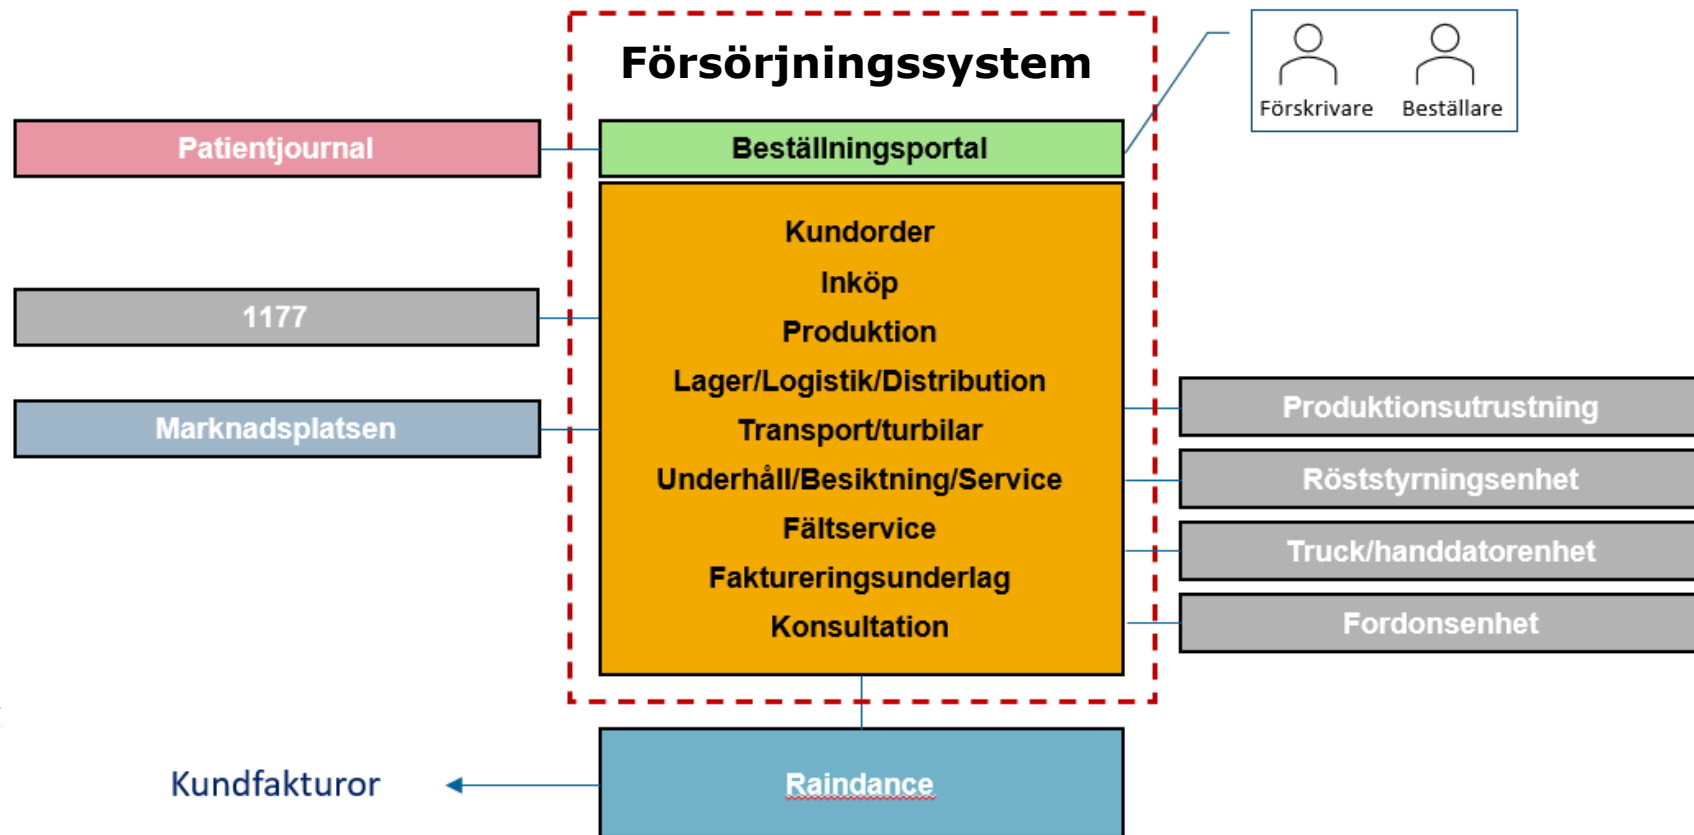 Försörjningssystem
Förskrivare
Beställare
Patientjournal
Beställningsportal
Kundorder
Inköp
1177
Produktion
Lager/Logistik/Distribution
Produktionsutrustning
Marknadsplatsen
Transport/turbilar
Underhåll/Besiktning/Service
Röststyrningsenhet
Fältservice
Truck/handdatorenhet
Faktureringsunderlag
Konsultation
Fordonsenhet
Kundfakturor
Raindance